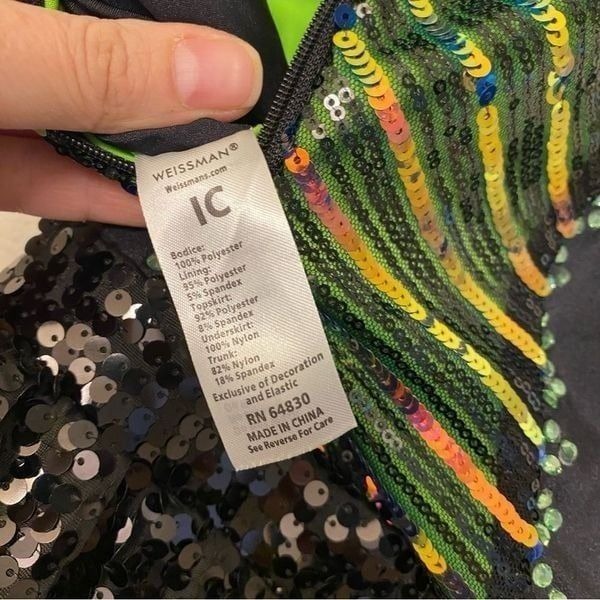 WEISSMAN®
Weissmans.com
IC
Bodice:
100% Polyester
Lining:
95% Polyester
5% Spandex
Topskirt:
92% Polyester
8% Spandex
Underskirt:
100% Nylon
Trunk:
82% Nylon
18% Spandex
Exclusive of Decoration
and Elastic
RN 64830
MADE IN CHINA
See Reverse For Care